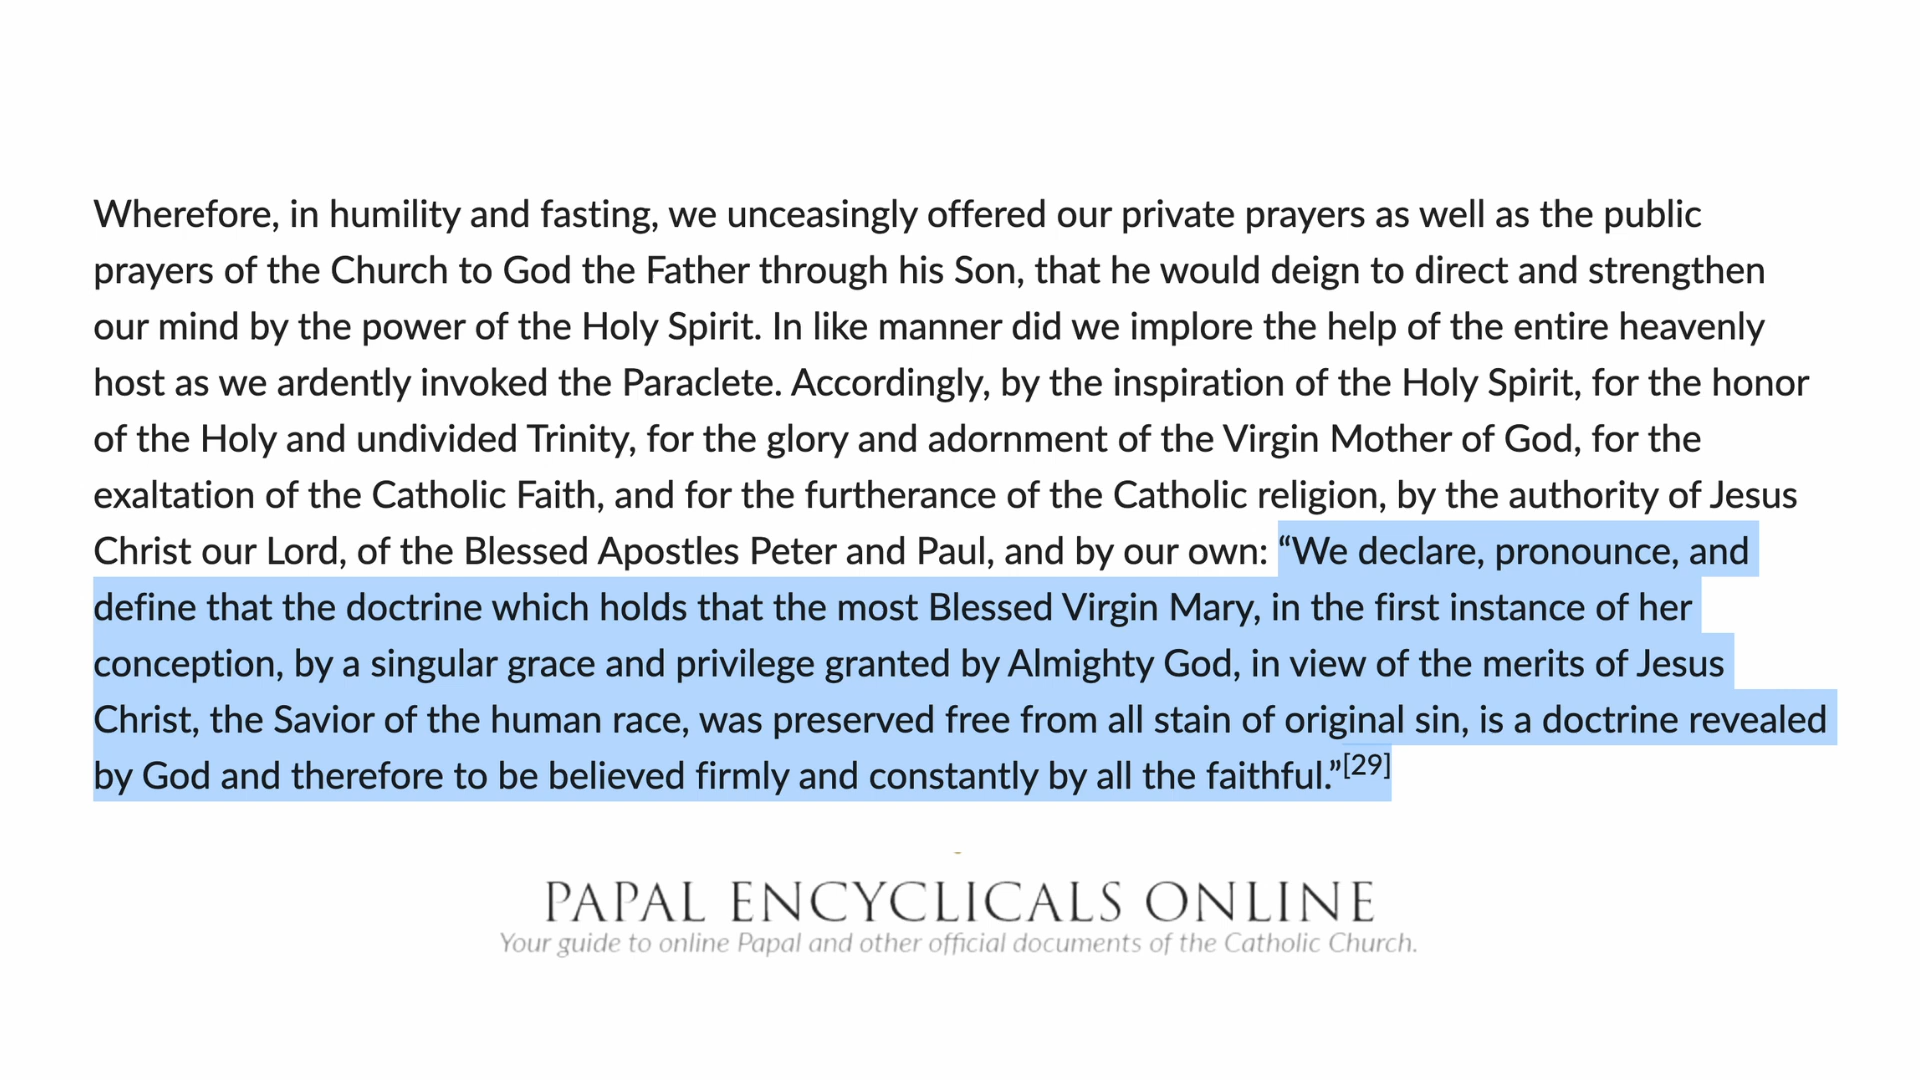 Wherefore, in humility and fasting, we unceasingly offered our private prayers as well as the public
prayers of the Church to God the Father through his Son, that he would deign to direct and strengthen
our mind by the power of the Holy Spirit. In like manner did we implore the help of the entire heavenly
host as we ardently invoked the Paraclete. Accordingly, by the inspiration of the Holy Spirit, for the honor
of the Holy and undivided Trinity, for the glory and adornment of the Virgin Mother of God, for the
exaltation of the Catholic Faith, and for the furtherance of the Catholic religion, by the authority of Jesus
Christ our Lord, of the Blessed Apostles Peter and Paul, and by our own: “We declare, pronounce, and
define that the doctrine which holds that the most Blessed Virgin Mary, in the first instance of her
conception, by a singular grace and privilege granted by Almighty God, in view of the merits of Jesus
Christ, the Savior of the human race, was preserved free from all stain of original sin, is a doctrine revealed
by God and therefore to be believed firmly and constantly by all the faithful.”[29]
PAPAL ENCYCLICALS ONLINE
Your guide to online Papal and other official documents of the Catholic Church.